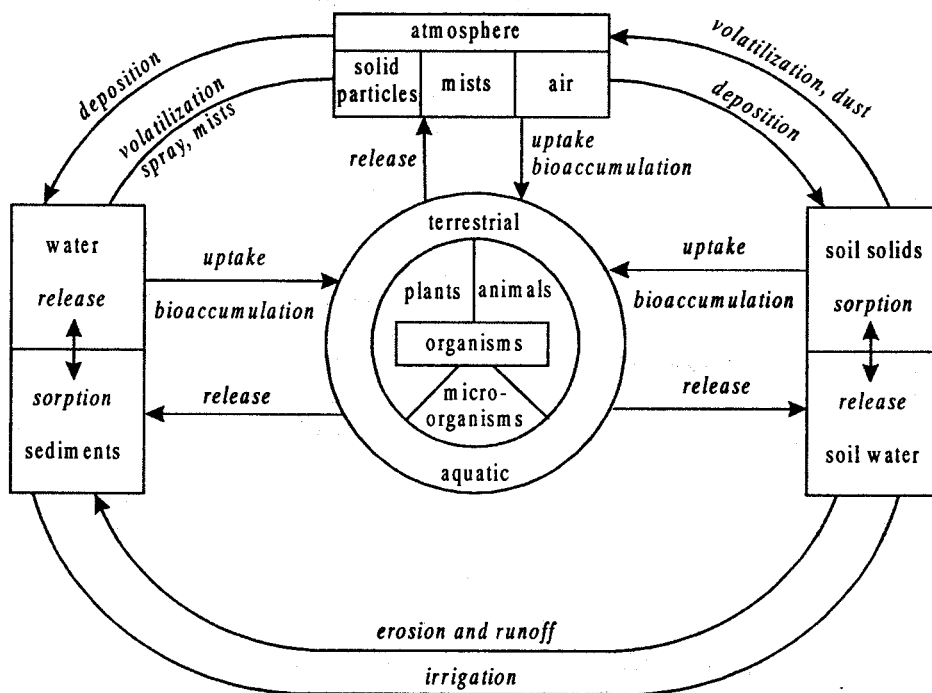 atmosphere
solid
particles
mists
air
deposition
volatilization
spray, mists
volatilization, dust
deposition
release
uptake
bioaccumulation
water
release
sorption
sediments
uptake
bioaccumulation
release
terrestrial
plants
animals
organisms
micro-
organisms
aquatic
uptake
bioaccumulation
release
soil solids
sorption
release
soil water
erosion and runoff
irrigation